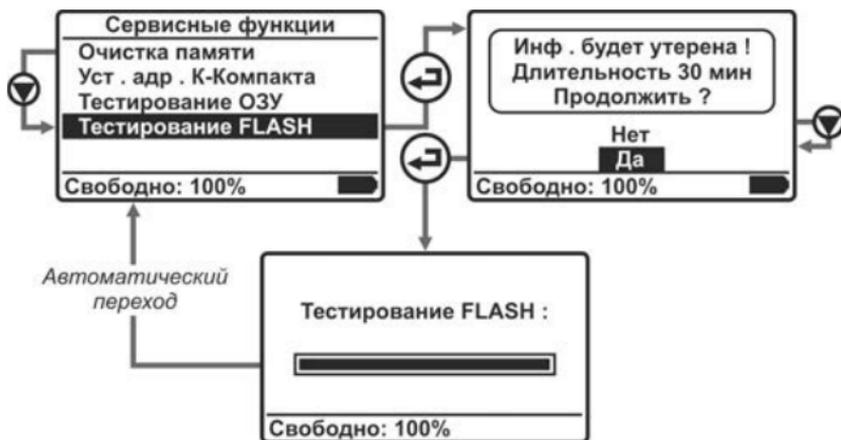 Сервисные функции
Очистка памяти
Уст . адр . К-Компакта
Тестирование ОЗУ
Тестирование FLASH
Свободно: 100%
Инф . будет утеряна !
Длительность 30 мин
Продолжить ?
Нет
Да
Свободно: 100%
Автоматический
переход
Тестирование FLASH :
Свободно: 100%